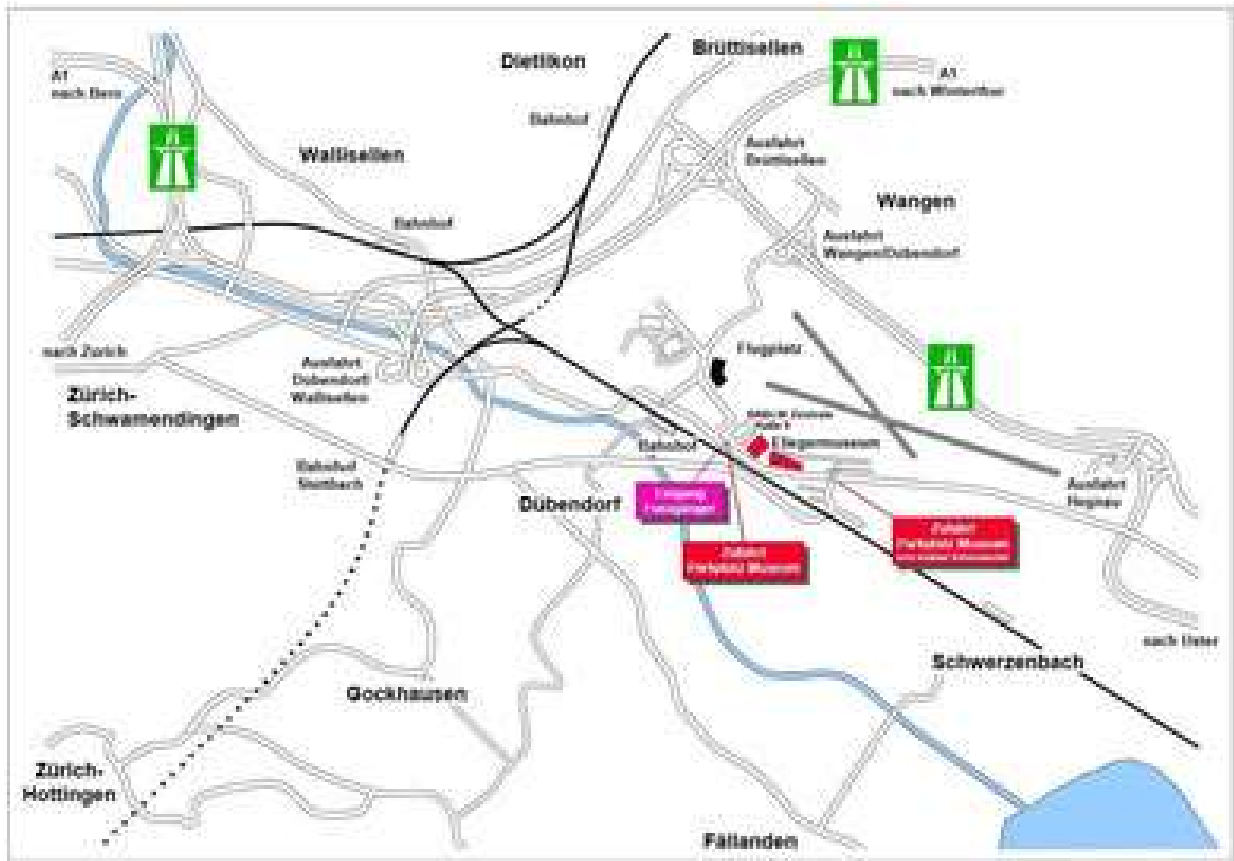 A1
nach Bern
Dietlikon
Brüttisellen
A1
nach Winterthur
Bahnhof
Ausfahrt
Brüttisellen
Wallisellen
Wangen
Bahnhof
Ausfahrt
Wangen/Dübendorf
nach Zürich
Ausfahrt
Dübendorf/
Wallisellen
Flugplatz
Zürich-
Schwamendingen
Fliegermuseum
Bahnhof
Bahnhof
Stettbach
Dübendorf
Eingang
Ausfahrt
Hegnau
Zufahrt
Parkplatz Museum
Zufahrt
Parkplatz Museum
nach Uster
Schwerzenbach
Gockhausen
Zürich-
Hottingen
Fällanden